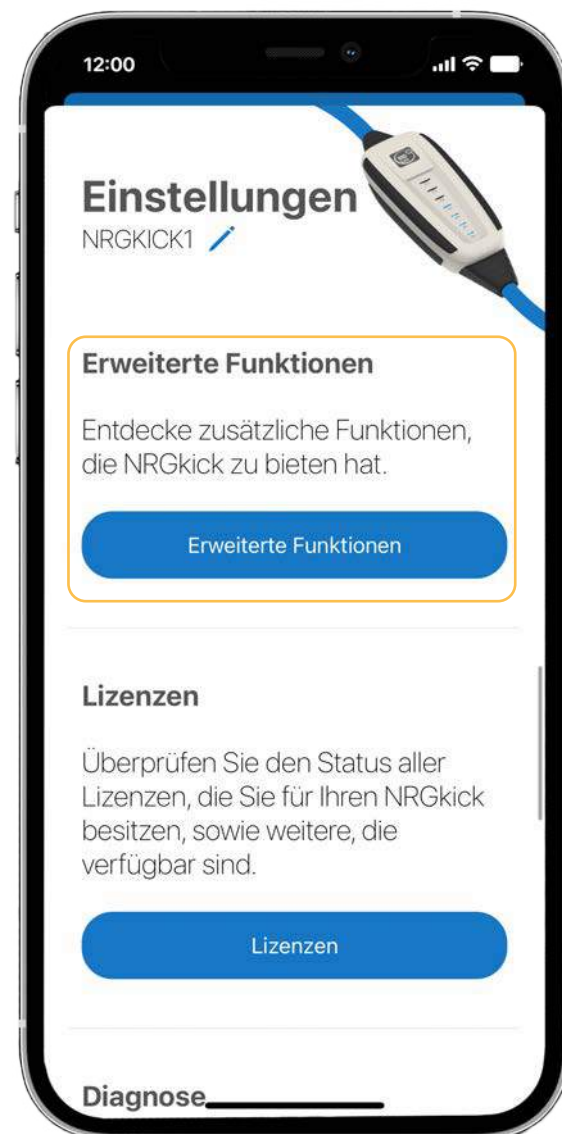 12:00
Einstellungen
NRGKICK1
Erweiterte Funktionen
Entdecke zusätzliche Funktionen,
die NRGkick zu bieten hat.
Erweiterte Funktionen
Lizenzen
Überprüfen Sie den Status aller
Lizenzen, die Sie für Ihren NRGkick
besitzen, sowie weitere, die
verfügbar sind.
Lizenzen
Diagnose